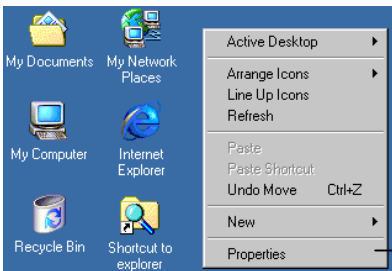 My Documents
My Network
Places
My Computer
Internet
Explorer
Recycle Bin
Shortcut to
explorer
Active Desktop
Arrange Icons
Line Up Icons
Refresh
Paste
Paste Shortcut
Undo Move Ctrl+Z
New
Properties